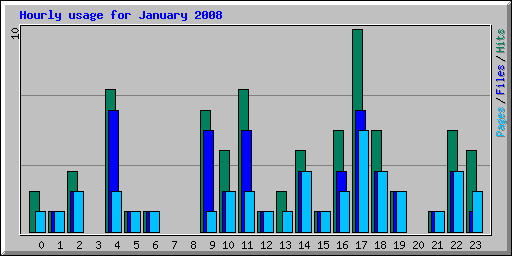 Hourly usage for January 2008
10
Pages/Files/Hits
0 1 2 3 4 5 6 7 8 9 10 11 12 13 14 15 16 17 18 19 20 21 22 23